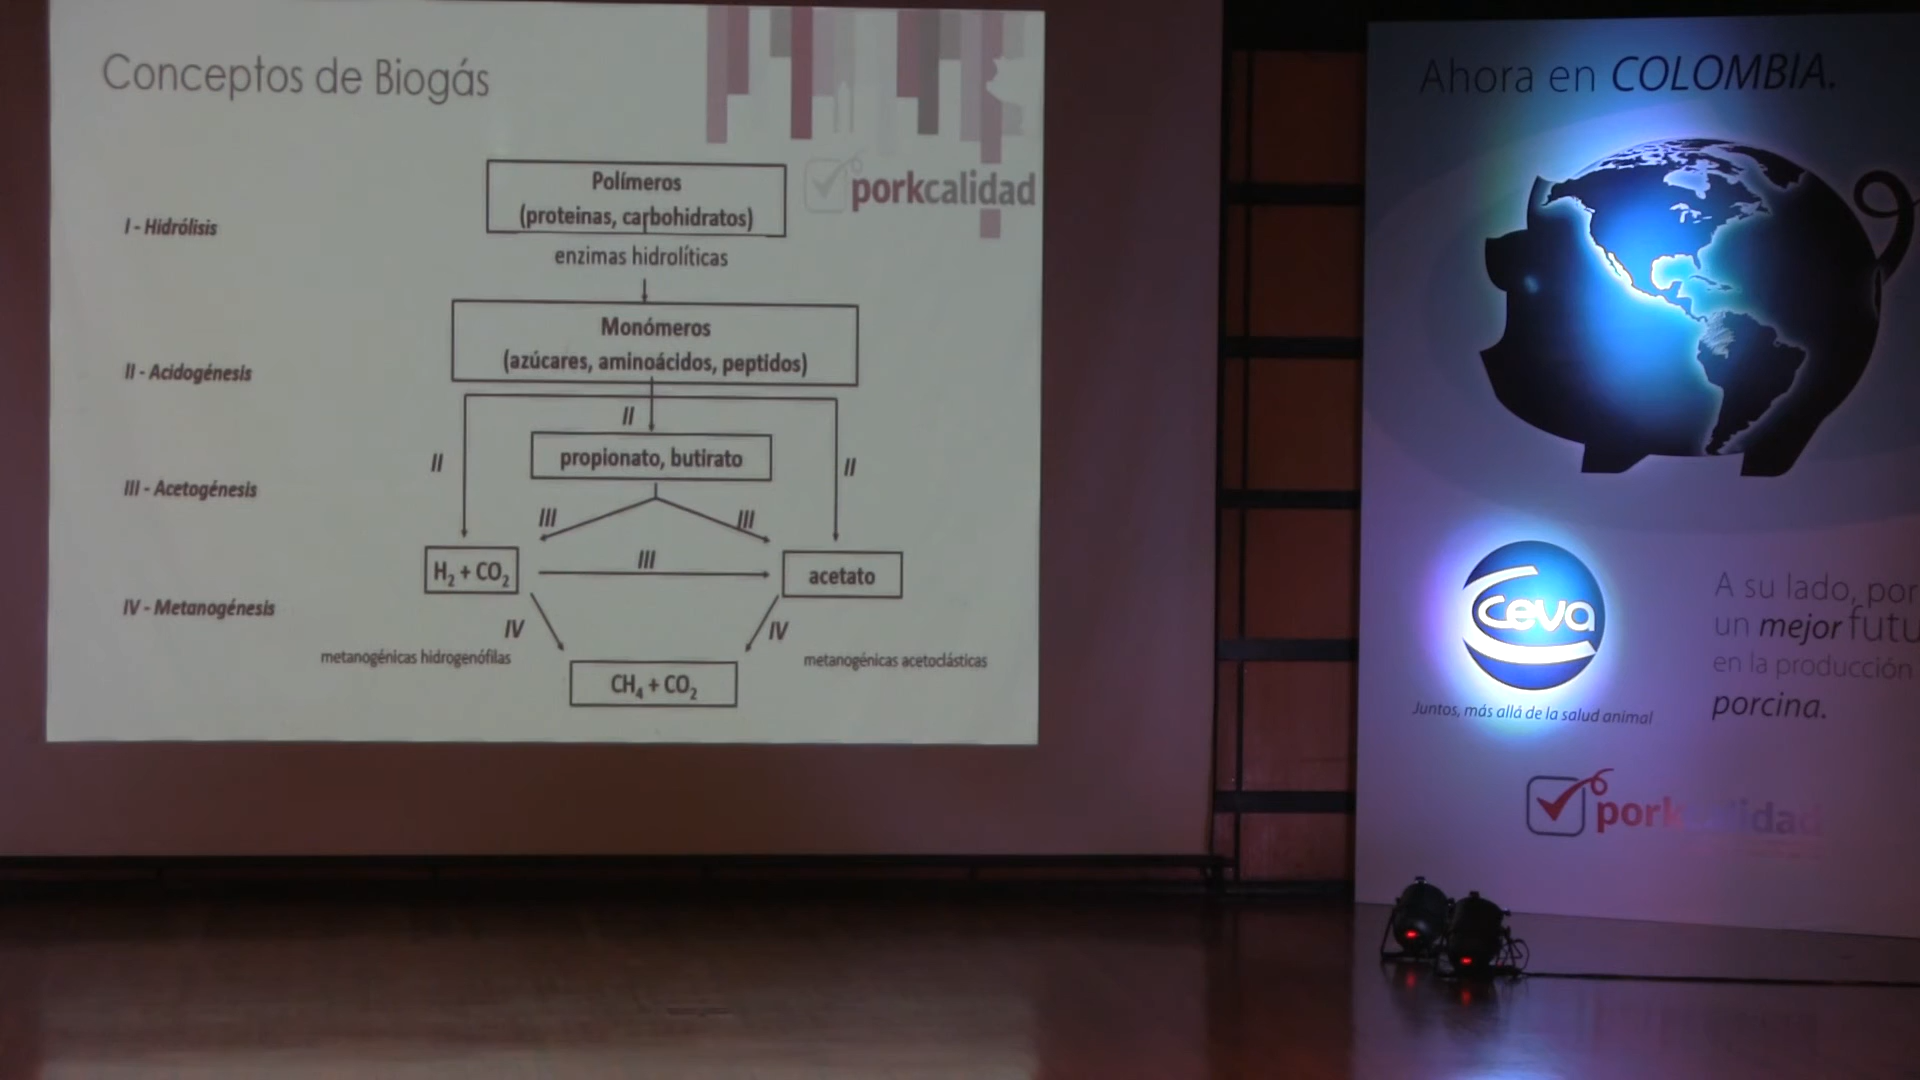 Conceptos de Biogás
porkcalidad
Polímeros
(proteinas, carbohidratos)
I - Hidrólisis
enzimas hidrolíticas
Monómeros
(azúcares, aminoácidos, peptidos)
II - Acidogénesis
II
propionato, butirato
II
II
III - Acetogénesis
III
III
H₂ + CO₂
III
acetato
IV - Metanogénesis
IV
IV
metanogénicas hidrogenófilas
metanogénicas acetoclásticas
CH₄ + CO₂
Ahora en COLOMBIA.
ceva
Juntos, más allá de la salud animal
A su lado, por
un mejor futu
en la producción
porcina.
porkcalidad